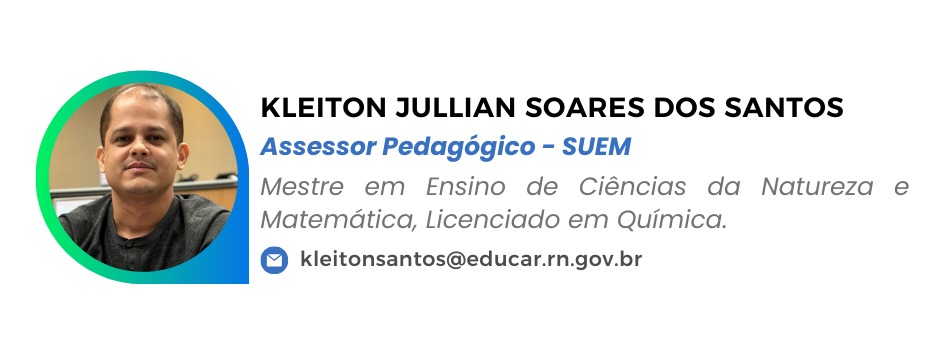 KLEITON JULLIAN SOARES DOS SANTOS
Assessor Pedagógico - SUEM
Mestre em Ensino de Ciências da Natureza e
Matemática, Licenciado em Química.
kleitonsantos@educar.rn.gov.br